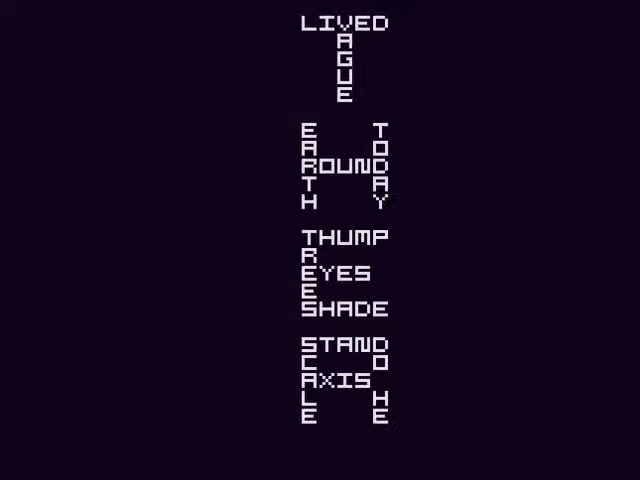 LIVED
A
G
U
E
E T
A O
ROUND
T A
H Y
THUMP
R
EYES
E
SHADE
STAND
C O
AXIS
L H
E E